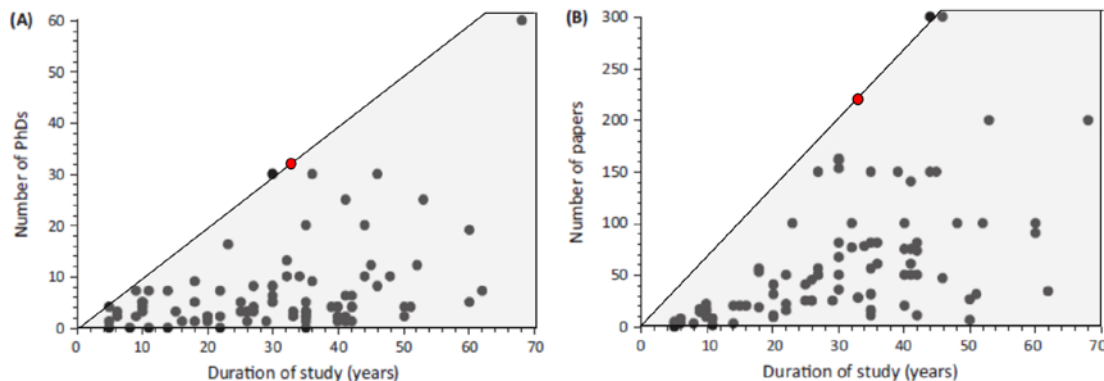 (A)
60
50
40
30
20
10
0
Number of PhDs
0 10 20 30 40 50 60 70
Duration of study (years)
(B)
300
250
200
150
100
50
0
Number of papers
0 10 20 30 40 50 60 70
Duration of study (years)